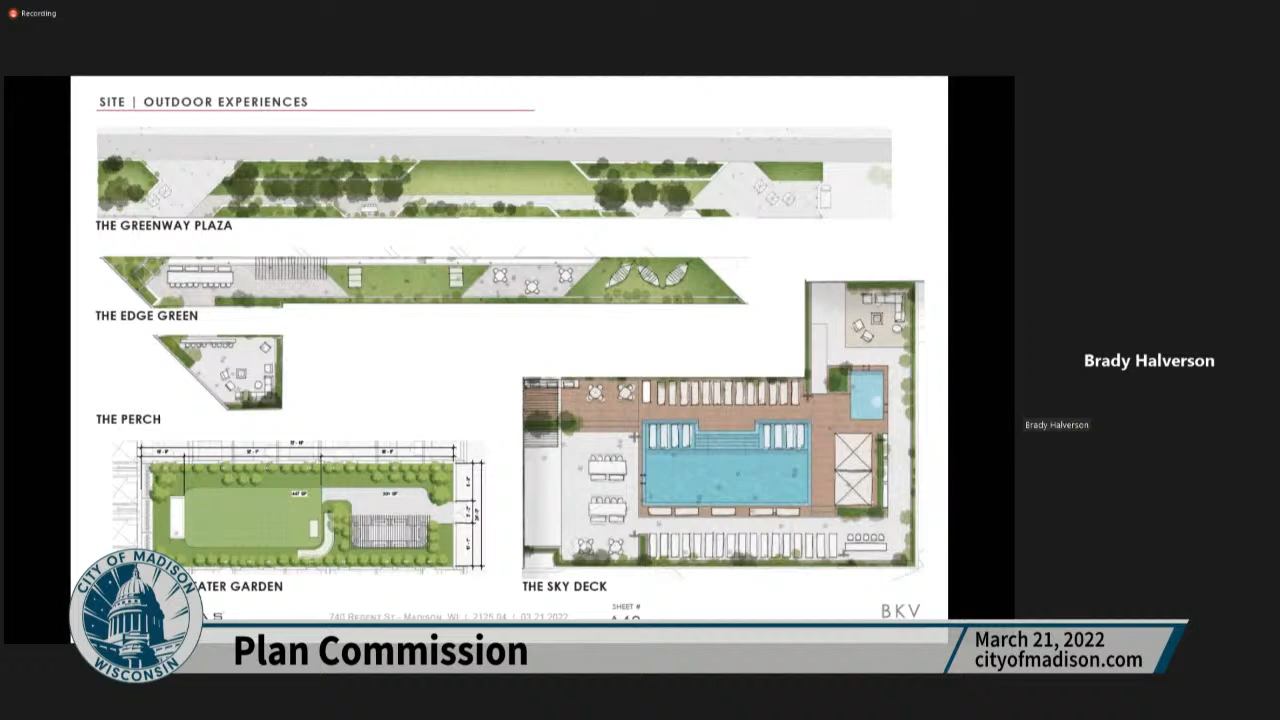 Recording
SITE | OUTDOOR EXPERIENCES
THE GREENWAY PLAZA
THE EDGE GREEN
THE PERCH
ATER GARDEN
THE SKY DECK
740 REGENT ST - MADISON, WI | 2125.04 | 03.21.2022
SHEET #
BKV
Brady Halverson
Brady Halverson
CITY OF MADISON
WISCONSIN
Plan Commission
March 21, 2022
cityofmadison.com